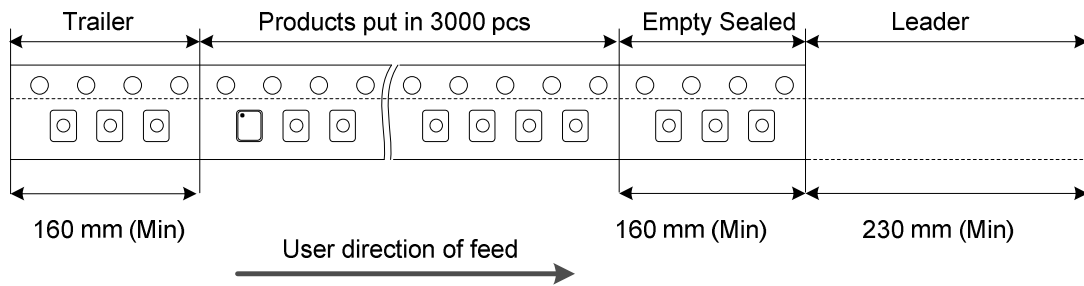 Trailer
Products put in 3000 pcs
Empty Sealed
Leader
160 mm (Min)
160 mm (Min)
230 mm (Min)
User direction of feed